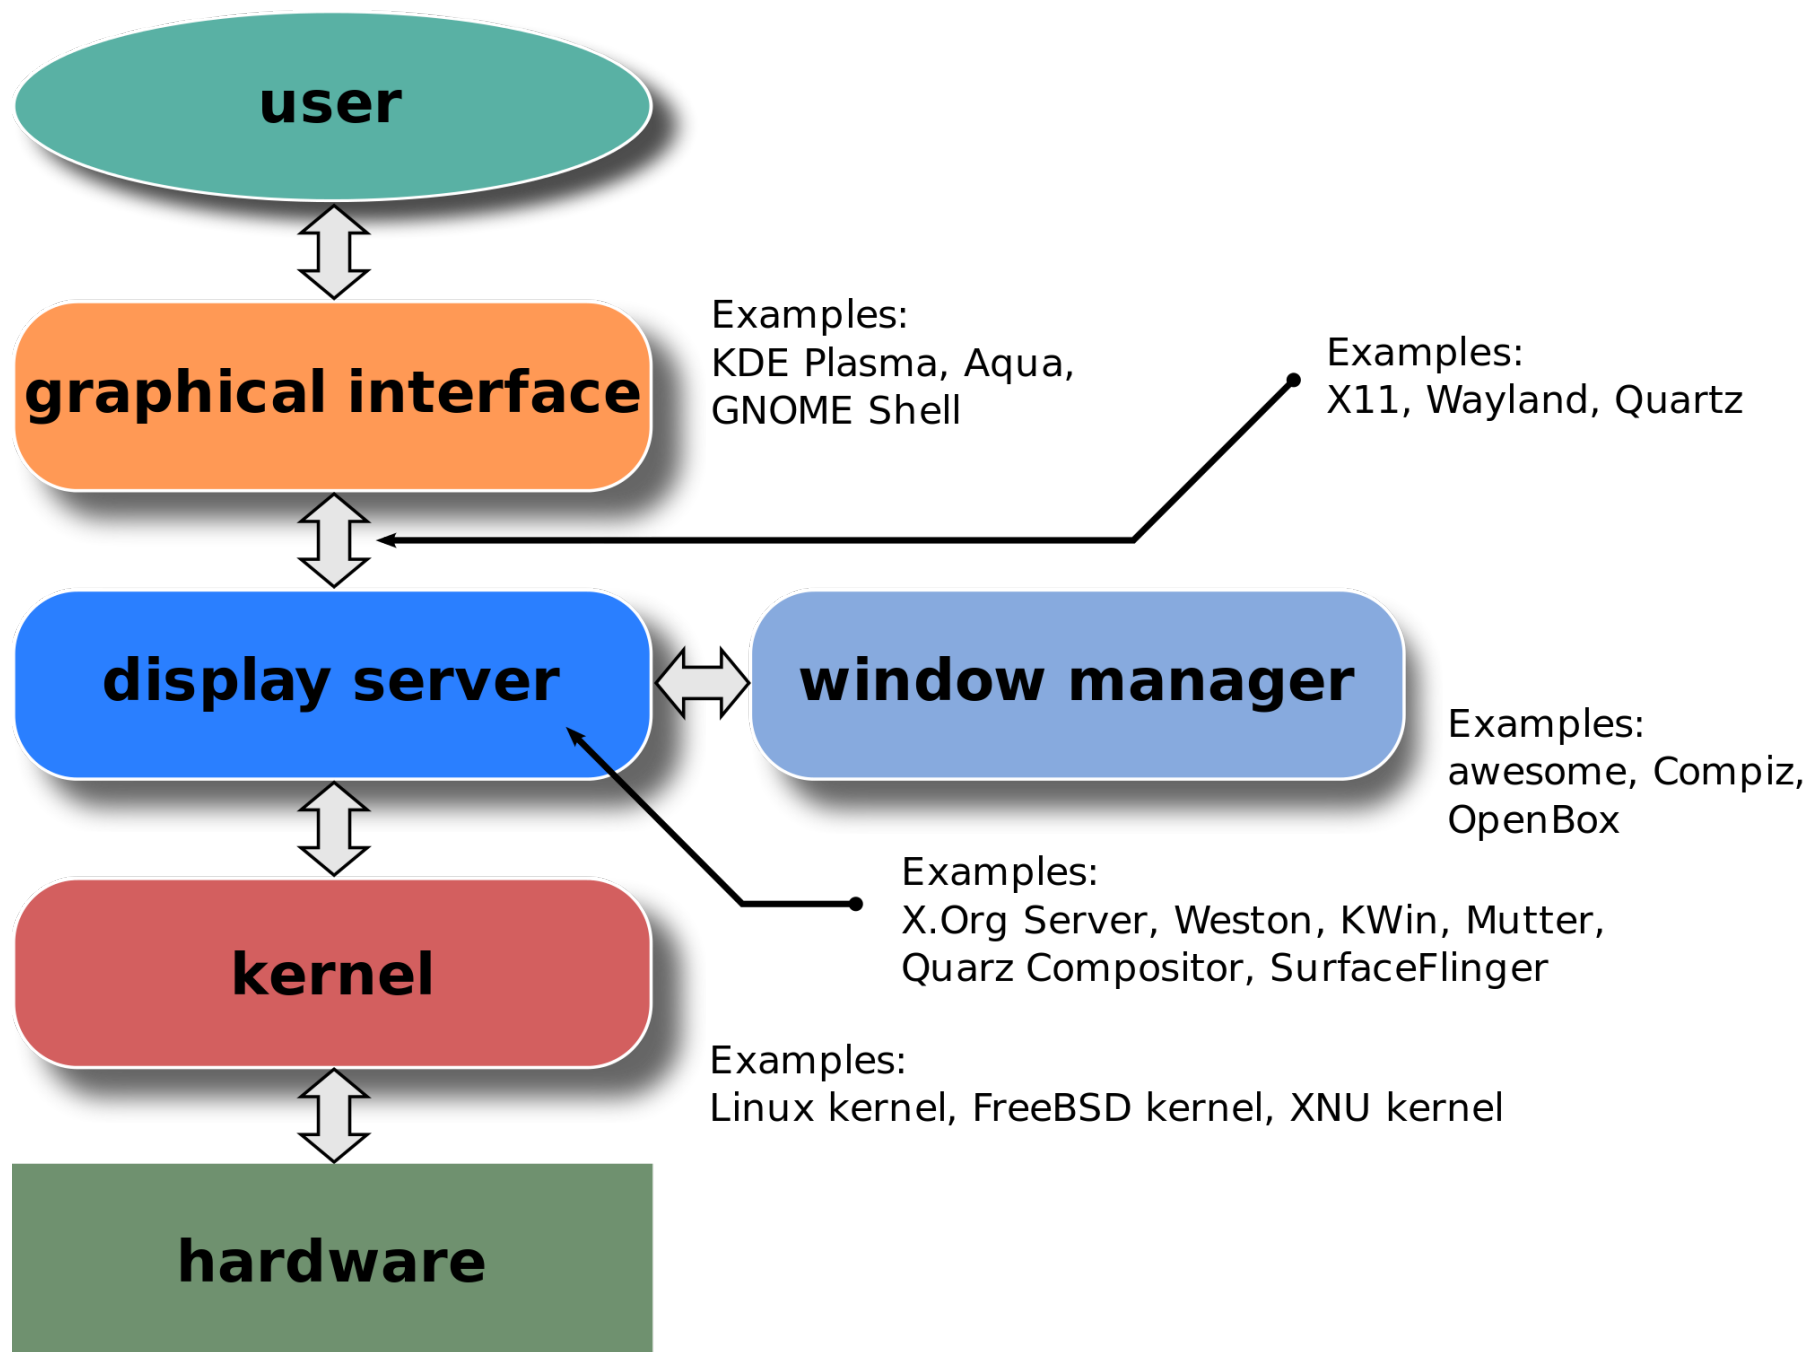 user
graphical interface
Examples:
KDE Plasma, Aqua,
GNOME Shell
Examples:
X11, Wayland, Quartz
display server
window manager
Examples:
awesome, Compiz,
OpenBox
Examples:
X.Org Server, Weston, KWin, Mutter,
Quarz Compositor, SurfaceFlinger
kernel
Examples:
Linux kernel, FreeBSD kernel, XNU kernel
hardware